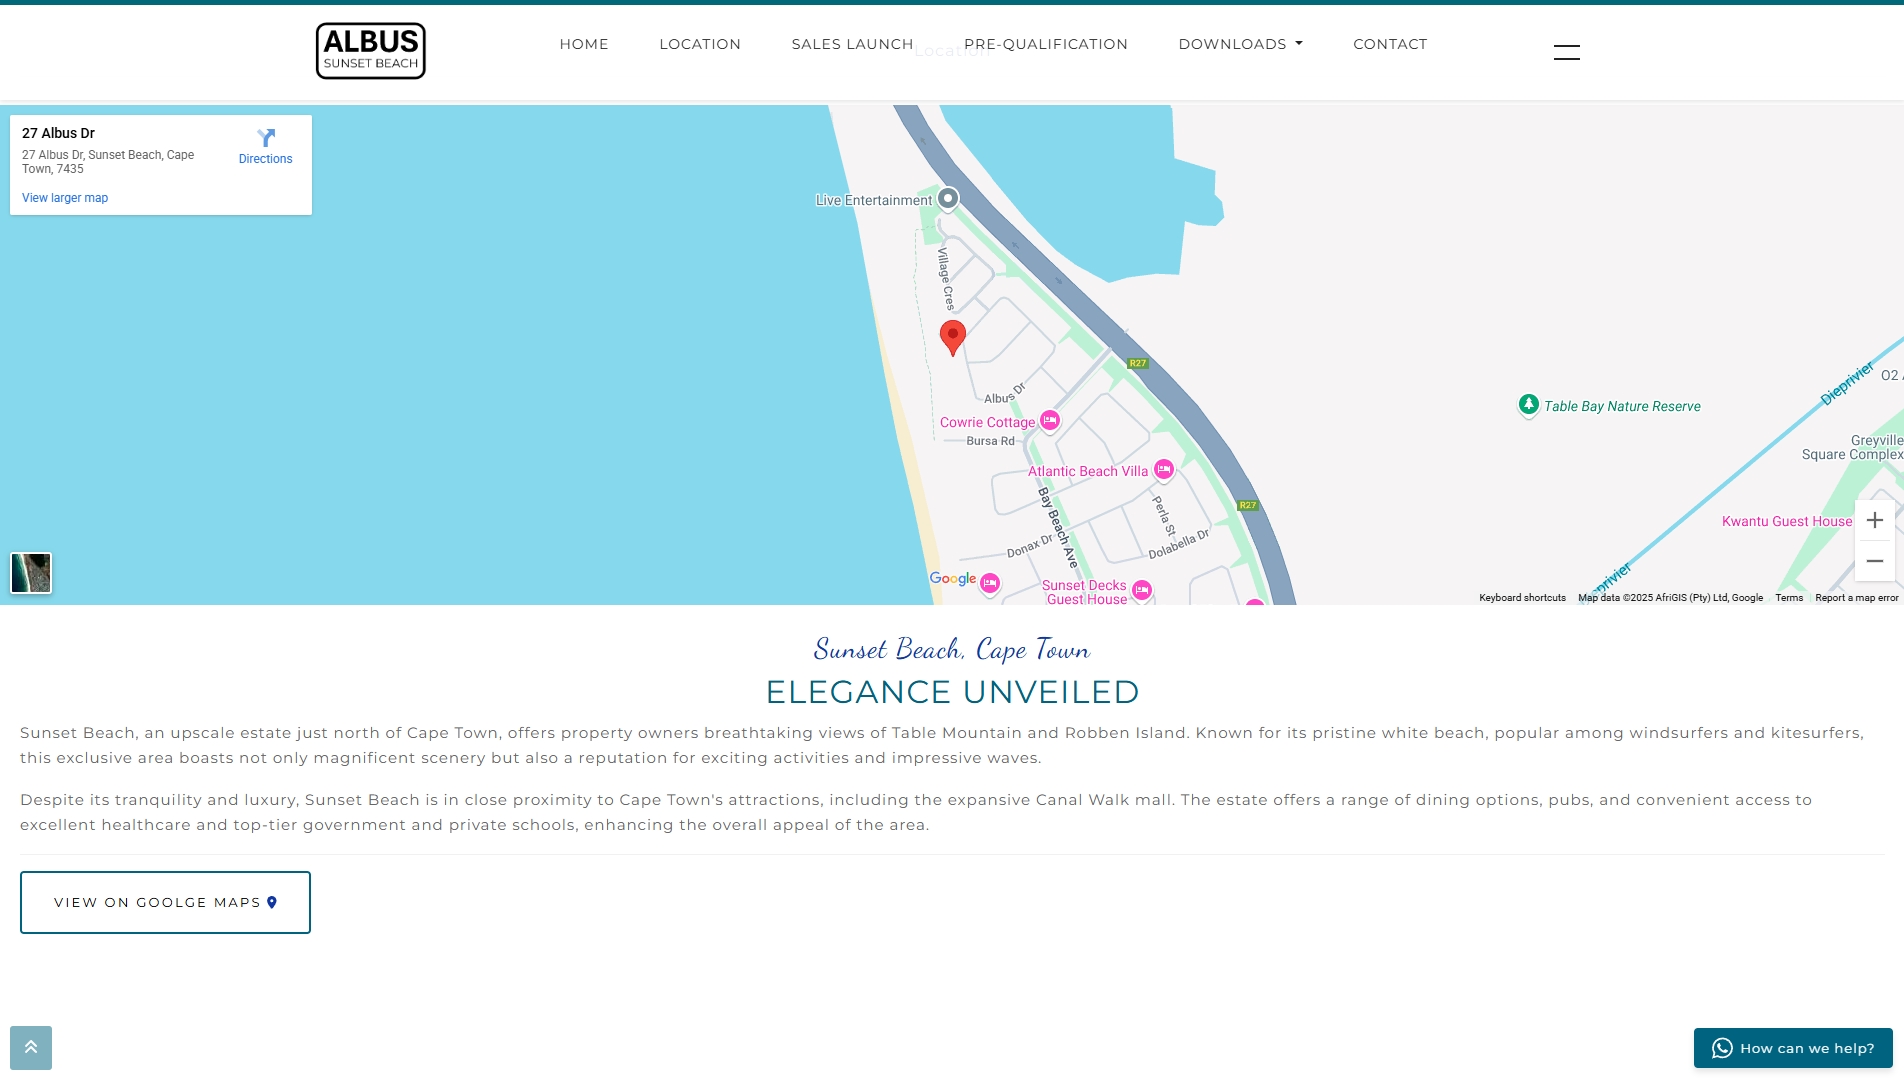 ALBUS
SUNSET BEACH
HOME
LOCATION
SALES LAUNCH
PRE-QUALIFICATION
DOWNLOADS
CONTACT
Location
27 Albus Dr
27 Albus Dr, Sunset Beach, Cape
Town, 7435
Directions
View larger map
Live Entertainment
Village Cres
R27
Albus Dr
Cowrie Cottage
Bursa Rd
Atlantic Beach Villa
Bay Beach Ave
Perla St
R27
Donax Dr
Dolabella Dr
Google
Sunset Decks
Guest House
Table Bay Nature Reserve
Dieprivier
O2
Greyville
Square Complex
Kwantu Guest House
eprivier
Keyboard shortcuts
Map data ©2025 AfriGIS (Pty) Ltd, Google
Terms
Report a map error
Sunset Beach, Cape Town
ELEGANCE UNVEILED
Sunset Beach, an upscale estate just north of Cape Town, offers property owners breathtaking views of Table Mountain and Robben Island. Known for its pristine white beach, popular among windsurfers and kitesurfers,
this exclusive area boasts not only magnificent scenery but also a reputation for exciting activities and impressive waves.
Despite its tranquility and luxury, Sunset Beach is in close proximity to Cape Town's attractions, including the expansive Canal Walk mall. The estate offers a range of dining options, pubs, and convenient access to
excellent healthcare and top-tier government and private schools, enhancing the overall appeal of the area.
VIEW ON GOOLGE MAPS
How can we help?